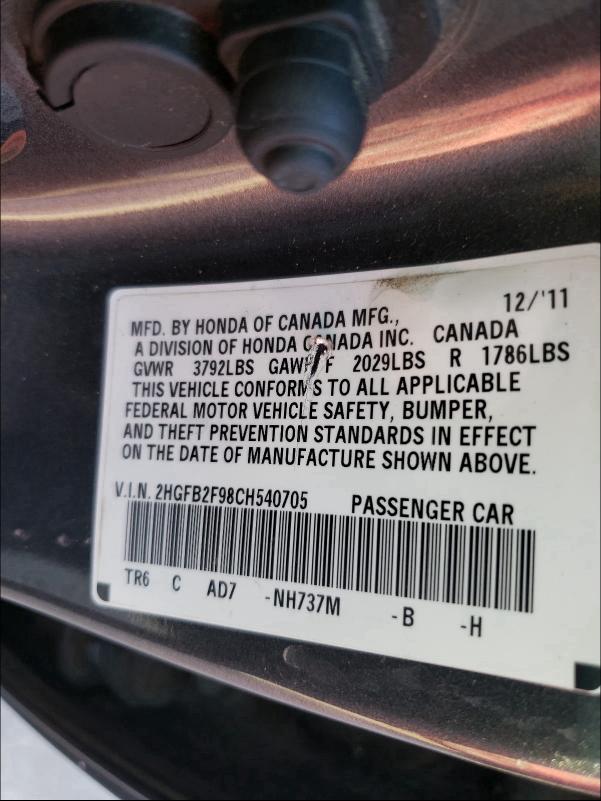 12/'11
MFD. BY HONDA OF CANADA MFG.,
A DIVISION OF HONDA CANADA INC. CANADA
GVWR 3792LBS GAWR F 2029LBS R 1786LBS
THIS VEHICLE CONFORMS TO ALL APPLICABLE
FEDERAL MOTOR VEHICLE SAFETY, BUMPER,
AND THEFT PREVENTION STANDARDS IN EFFECT
ON THE DATE OF MANUFACTURE SHOWN ABOVE.
V.I.N. 2HGFB2F98CH540705 PASSENGER CAR
TR6 C AD7 -NH737M -B -H